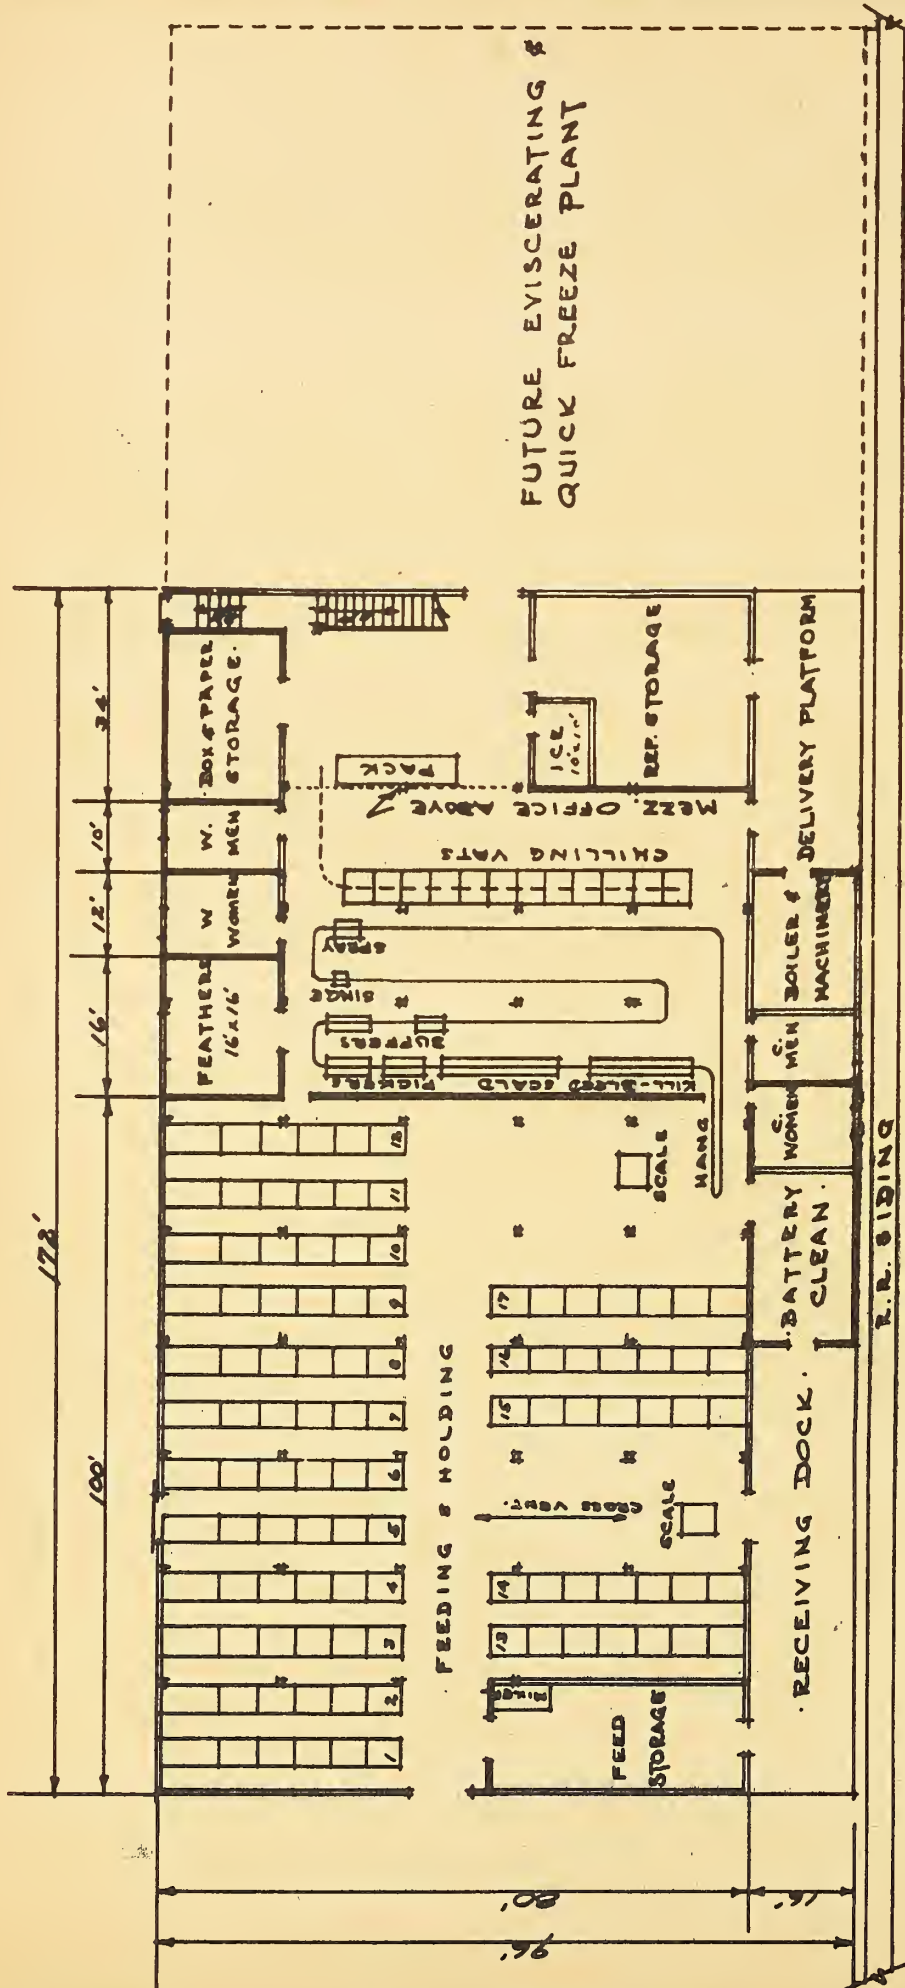 FUTURE EVISCERATING &
QUICK FREEZE PLANT
172'
100'
16'
12'
10'
34'
FEATHERS
16'x16'
W
WOMEN
W.
MEN
BOX & PAPER
STORAGE.
PACK
MEZZ. OFFICE ABOVE
ICE
REF. STORAGE
DELIVERY PLATFORM
CHILLING VATS
SPRAY
SINGE
BUFFERS
PICKERS
SCALD
KILL-BLEED
HANG
SCALE
BOILER &
MACHINERY
C.
MEN
C.
WOMEN
BATTERY
CLEAN.
R.R. SIDING
1
2
3
4
5
6
7
8
9
10
11
12
FEEDING & HOLDING
13
14
15
16
17
CROSS VENT.
SCALE
MIXER
FEED
STORAGE
RECEIVING DOCK.
80'
16'
96'